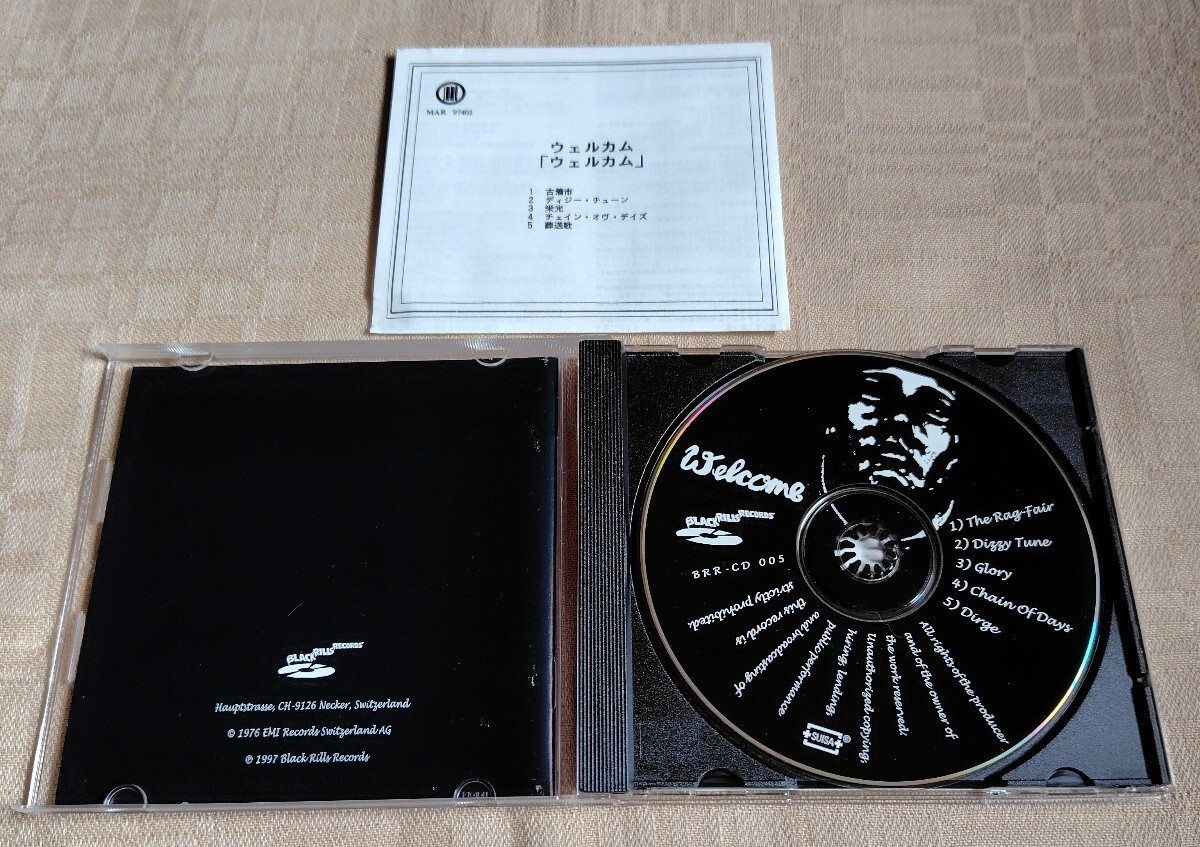 MAR 97402
ウェルカム
「ウェルカム」
1 古着市
2 ディジー・チューン
3 栄光
4 チェイン・オヴ・デイズ
5 葬送歌
BLACK RILLS RECORDS
Hauptstrasse, CH-9126 Necker, Switzerland
© 1976 EMI Records Switzerland AG
℗ 1997 Black Rills Records
Welcome
BLACK RILLS RECORDS
BRR-CD 005
1) The Rag-Fair
2) Dizzy Tune
3) Glory
4) Chain Of Days
5) Dirge
All rights of the producer
and of the owner of
the work reserved.
Unauthorized copying,
hiring, lending,
public performance
and broadcasting of
this record is
strictly prohibited.
SUISA®